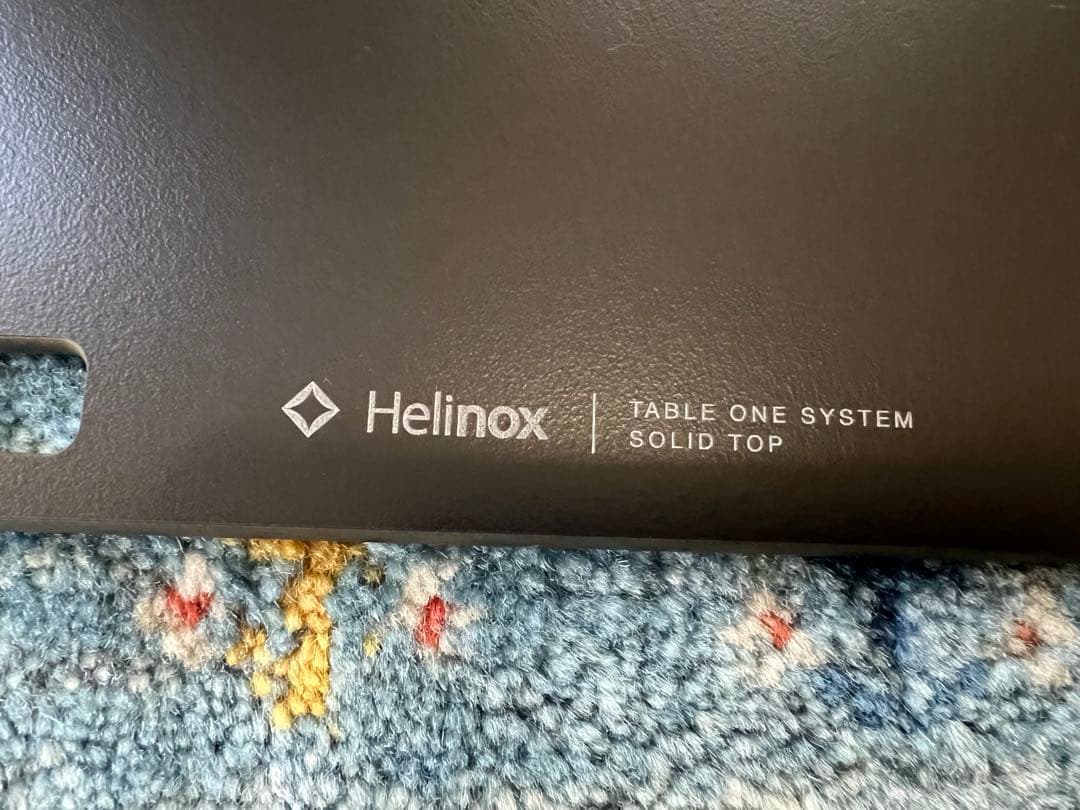 Helinox
TABLE ONE SYSTEM
SOLID TOP